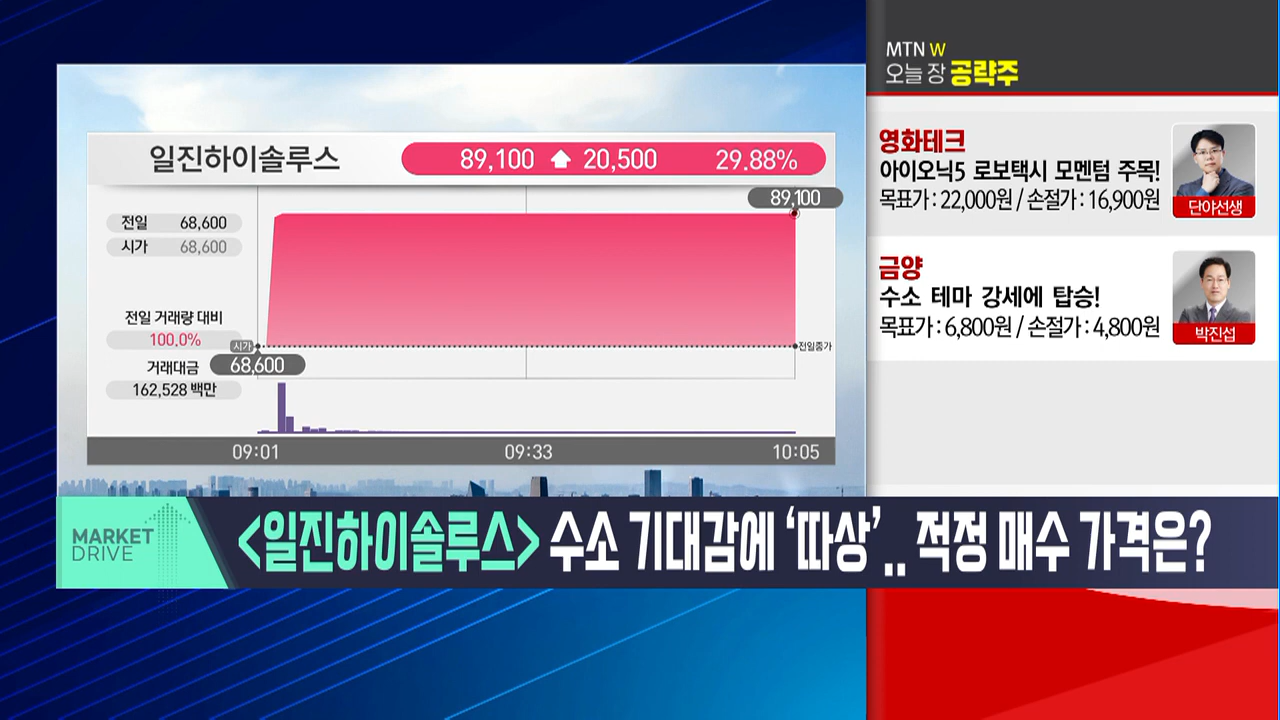 MTN W
오늘 장 공략주
일진하이솔루스
89,100 20,500 29.88%
89,100
전일 68,600
시가 68,600
전일 거래량 대비
100.0%
거래대금
162,528 백만
시가
68,600
전일종가
09:01 09:33 10:05
영화테크
아이오닉5 로보택시 모멘텀 주목!
목표가 : 22,000원 / 손절가 : 16,900원
단야선생
금양
수소 테마 강세에 탑승!
목표가 : 6,800원 / 손절가 : 4,800원
박진섭
MARKET
DRIVE
<일진하이솔루스> 수소 기대감에 ‘따상’.. 적정 매수 가격은?